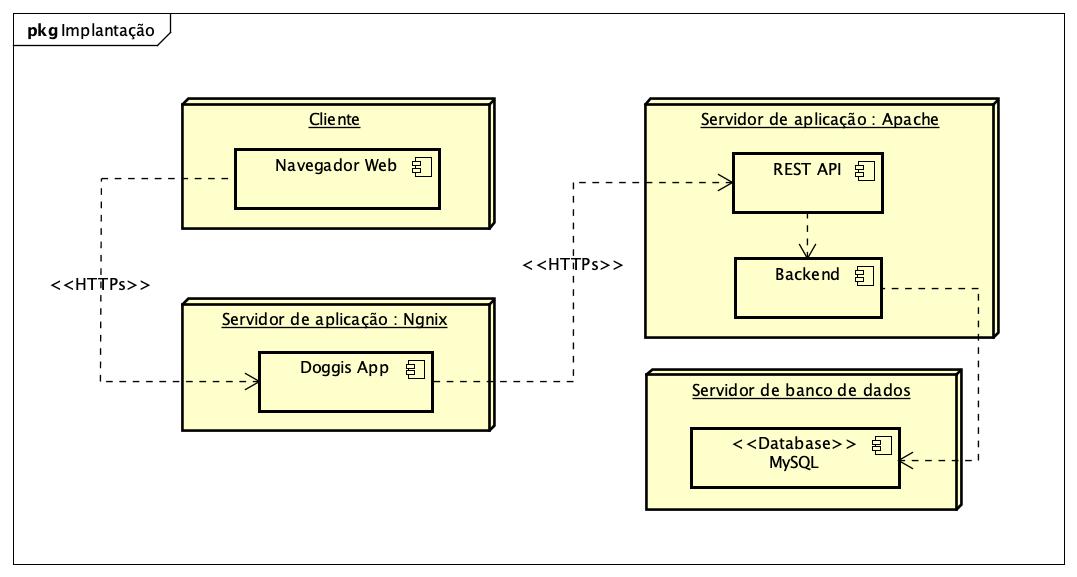 pkg Implantação
Cliente
Navegador Web
<<HTTPs>>
Servidor de aplicação : Ngnix
Doggis App
<<HTTPs>>
Servidor de aplicação : Apache
REST API
Backend
Servidor de banco de dados
<<Database>>
MySQL